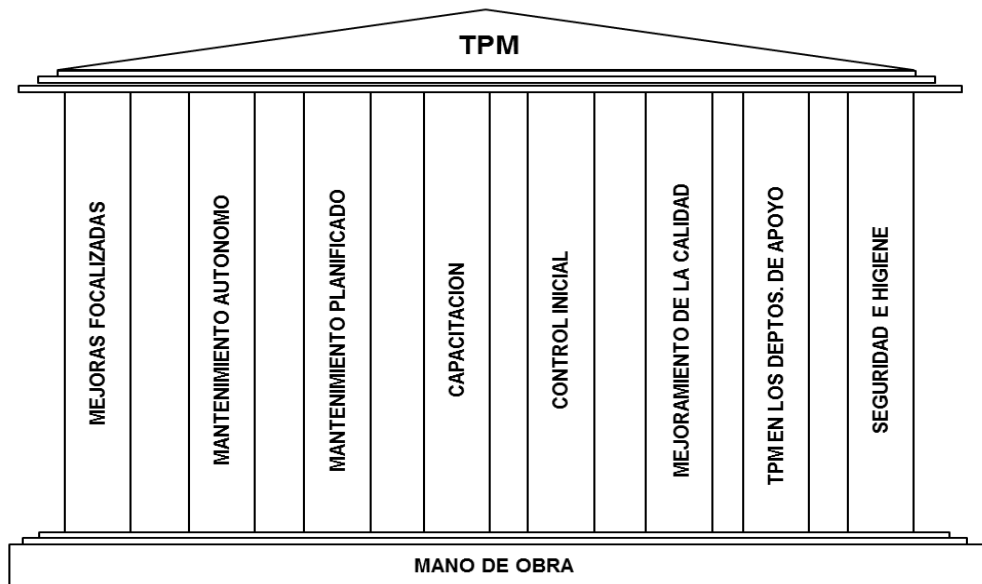 TPM
MEJORAS FOCALIZADAS
MANTENIMIENTO AUTONOMO
MANTENIMIENTO PLANIFICADO
CAPACITACION
CONTROL INICIAL
MEJORAMIENTO DE LA CALIDAD
TPM EN LOS DEPTOS. DE APOYO
SEGURIDAD E HIGIENE
MANO DE OBRA